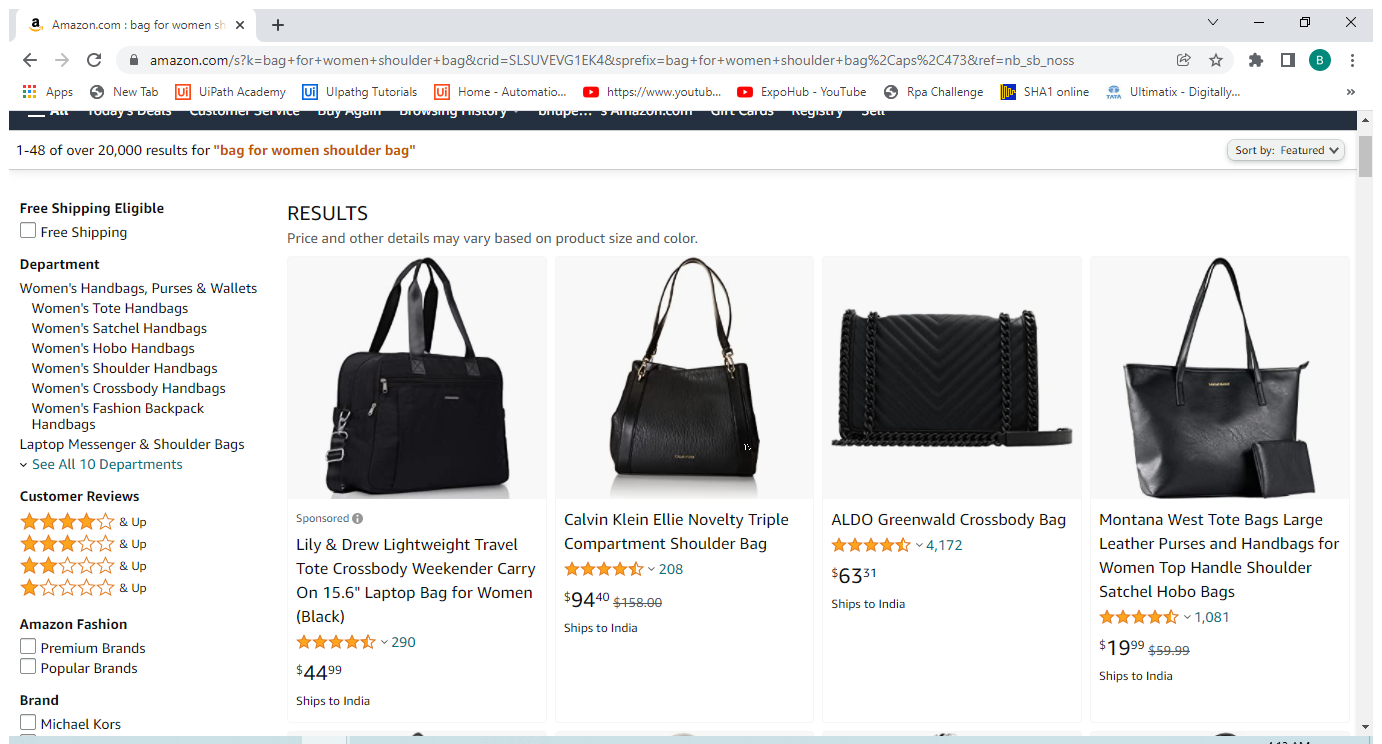 Amazon.com : bag for women sh
amazon.com/s?k=bag+for+women+shoulder+bag&crid=SLSUVEVG1EK4&sprefix=bag+for+women+shoulder+bag%2Caps%2C473&ref=nb_sb_noss
B
Apps New Tab UiPath Academy UIpathg Tutorials Home - Automatio... https://www.youtub... ExpoHub - YouTube Rpa Challenge SHA1 online TATA Ultimatix - Digitally...
All Today's Deals Customer Service Buy Again Browsing History bhupe... 's Amazon.com Gift Cards Registry Sell
1-48 of over 20,000 results for "bag for women shoulder bag"
Sort by: Featured
Free Shipping Eligible
Free Shipping
Department
Women's Handbags, Purses & Wallets
Women's Tote Handbags
Women's Satchel Handbags
Women's Hobo Handbags
Women's Shoulder Handbags
Women's Crossbody Handbags
Women's Fashion Backpack
Handbags
Laptop Messenger & Shoulder Bags
See All 10 Departments
Customer Reviews
& Up
& Up
& Up
& Up
Amazon Fashion
Premium Brands
Popular Brands
Brand
Michael Kors
RESULTS
Price and other details may vary based on product size and color.
Sponsored
Lily & Drew Lightweight Travel
Tote Crossbody Weekender Carry
On 15.6" Laptop Bag for Women
(Black)
290
$4499
Ships to India
Calvin Klein Ellie Novelty Triple
Compartment Shoulder Bag
208
$9440 $158.00
Ships to India
ALDO Greenwald Crossbody Bag
4,172
$6331
Ships to India
Montana West Tote Bags Large
Leather Purses and Handbags for
Women Top Handle Shoulder
Satchel Hobo Bags
1,081
$1999 $59.99
Ships to India